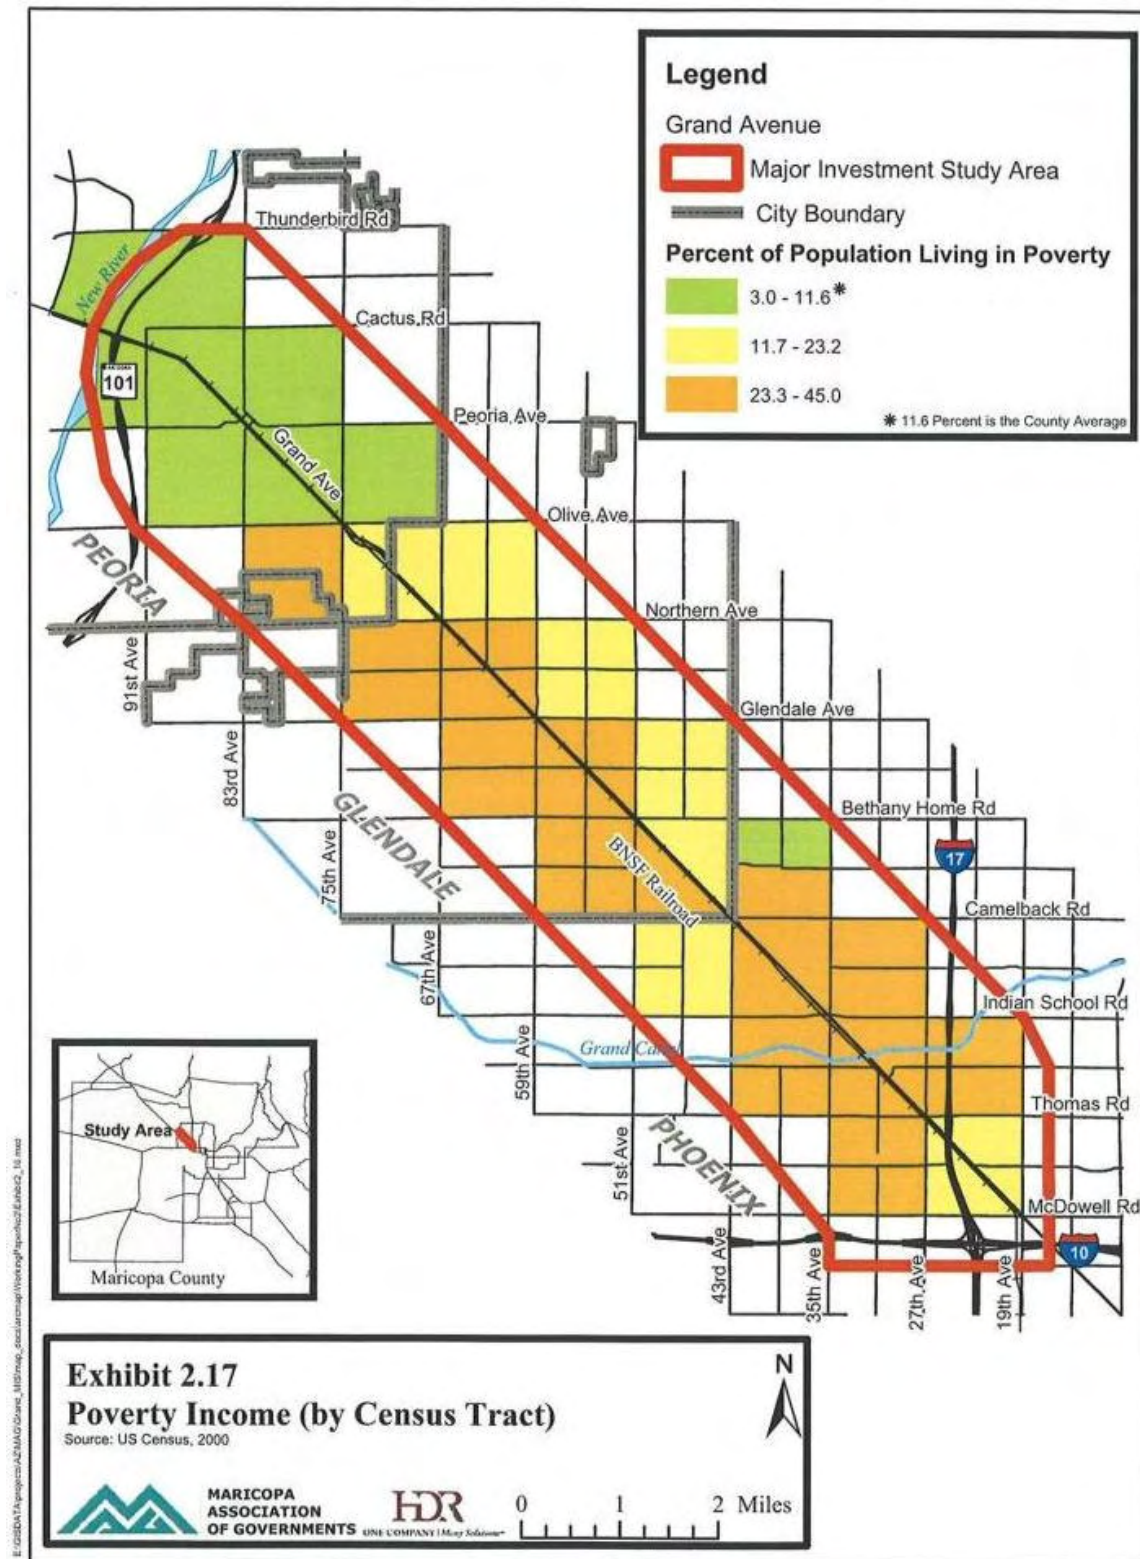 Legend
Grand Avenue
Major Investment Study Area
City Boundary
Percent of Population Living in Poverty
3.0 - 11.6*
11.7 - 23.2
23.3 - 45.0
* 11.6 Percent is the County Average
Thunderbird Rd
New River
Cactus Rd
101
Peoria Ave
Grand Ave
Olive Ave
PEORIA
Northern Ave
91st Ave
Glendale Ave
83rd Ave
GLENDALE
Bethany Home Rd
75th Ave
BNSF Railroad
17
Camelback Rd
67th Ave
Indian School Rd
Grand Canal
59th Ave
Thomas Rd
PHOENIX
51st Ave
McDowell Rd
43rd Ave
35th Ave
27th Ave
19th Ave
10
Study Area
Maricopa County
Exhibit 2.17
Poverty Income (by Census Tract)
Source: US Census, 2000
N
MARICOPA
ASSOCIATION
OF GOVERNMENTS
HDR
ONE COMPANY | Many Solutions
0 1 2 Miles